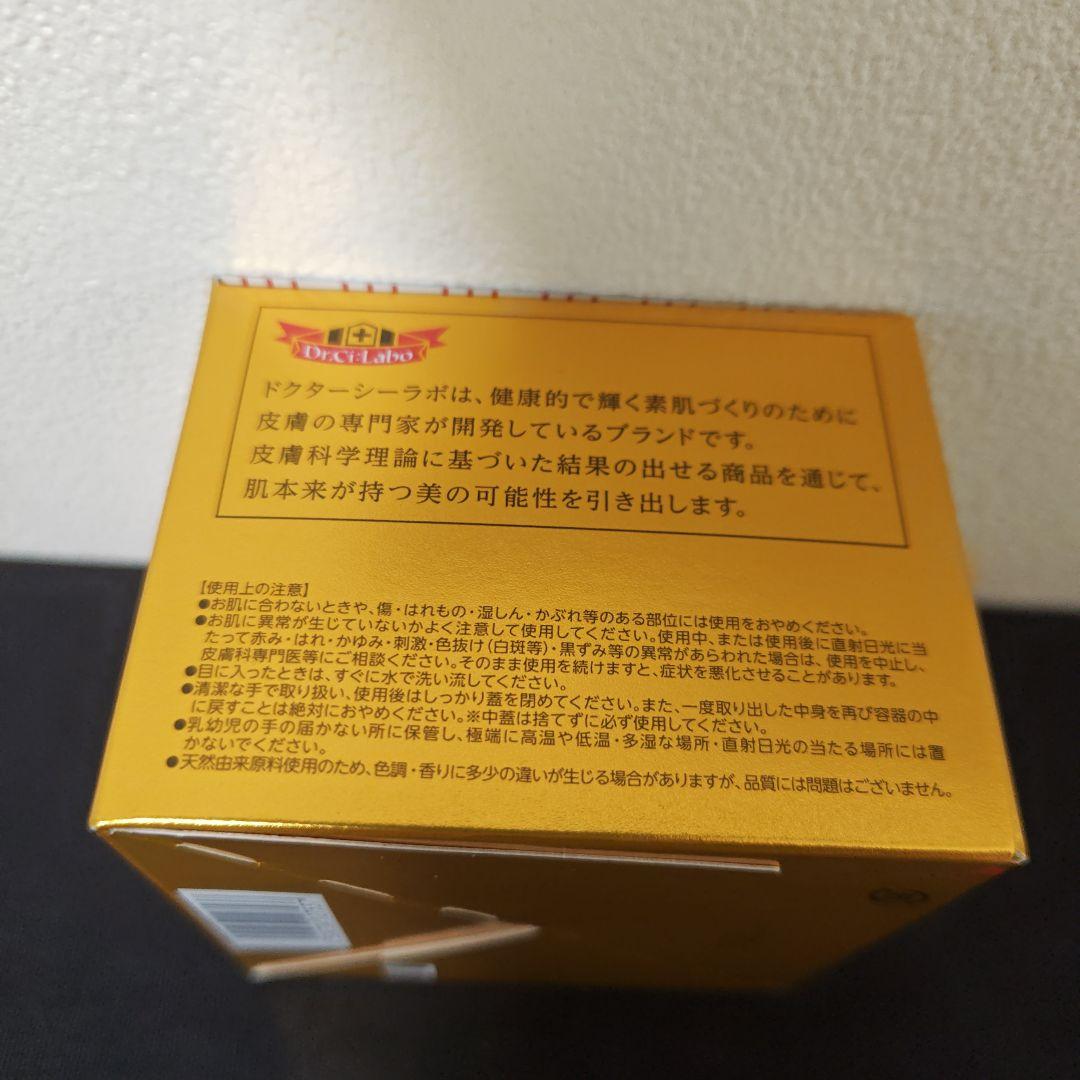 Dr.Ci:Labo
ドクターシーラボは、健康的で輝く素肌づくりのために
皮膚の専門家が開発しているブランドです。
皮膚科学理論に基づいた結果の出せる商品を通じて、
肌本来が持つ美の可能性を引き出します。
【使用上の注意】
●お肌に合わないときや、傷・はれもの・湿しん・かぶれ等のある部位には使用をおやめください。
●お肌に異常が生じていないかよく注意して使用してください。使用中、または使用後に直射日光に当
たって赤み・はれ・かゆみ・刺激・色抜け(白斑等)・黒ずみ等の異常があらわれた場合は、使用を中止し、
皮膚科専門医等にご相談ください。そのまま使用を続けますと、症状を悪化させることがあります。
●目に入ったときは、すぐに水で洗い流してください。
●清潔な手で取り扱い、使用後はしっかり蓋を閉めてください。また、一度取り出した中身を再び容器の中
に戻すことは絶対におやめください。※中蓋は捨てずに必ず使用してください。
●乳幼児の手の届かない所に保管し、極端に高温や低温・多湿な場所・直射日光の当たる場所には置
かないでください。
●天然由来原料使用のため、色調・香りに多少の違いが生じる場合がありますが、品質には問題はございません。